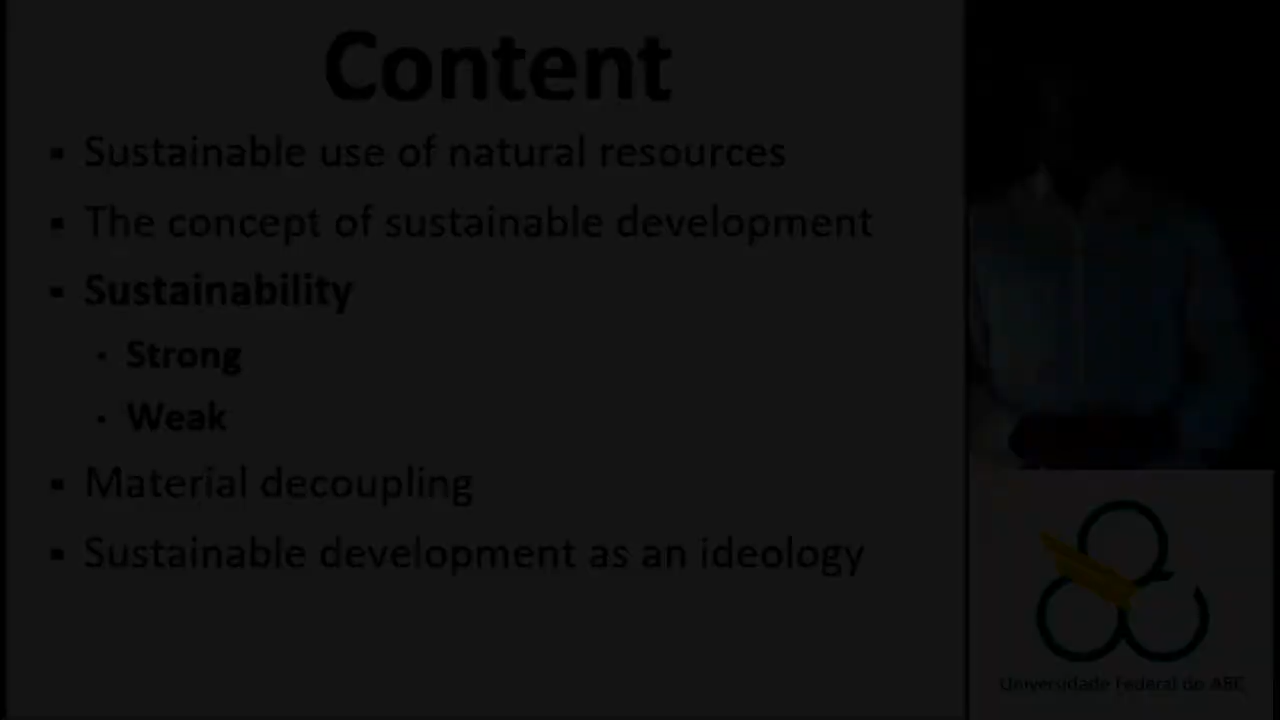 Content
Sustainable use of natural resources
The concept of sustainable development
Sustainability
Strong
Weak
Material decoupling
Sustainable development as an ideology
Universidade Federal do ABC